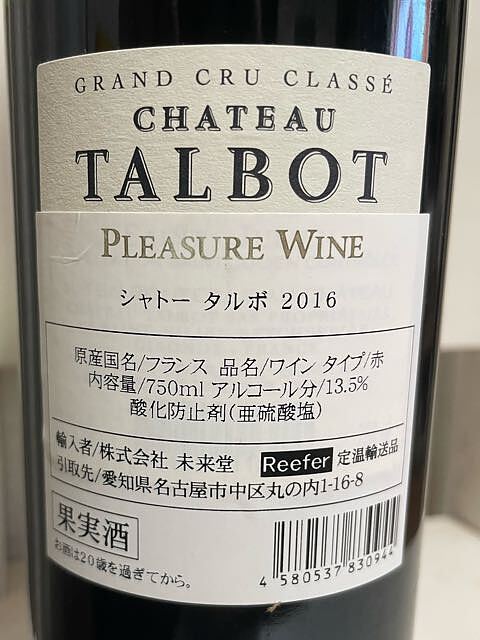 GRAND CRU CLASSÉ
CHATEAU
TALBOT
PLEASURE WINE
シャトー タルボ 2016
原産国名/フランス 品名/ワイン タイプ/赤
内容量/750ml アルコール分/13.5%
酸化防止剤(亜硫酸塩)
輸入者/株式会社 未来堂 Reefer 定温輸送品
引取先/愛知県名古屋市中区丸の内1-16-8
果実酒
お酒は20歳を過ぎてから。
4 580537 830944